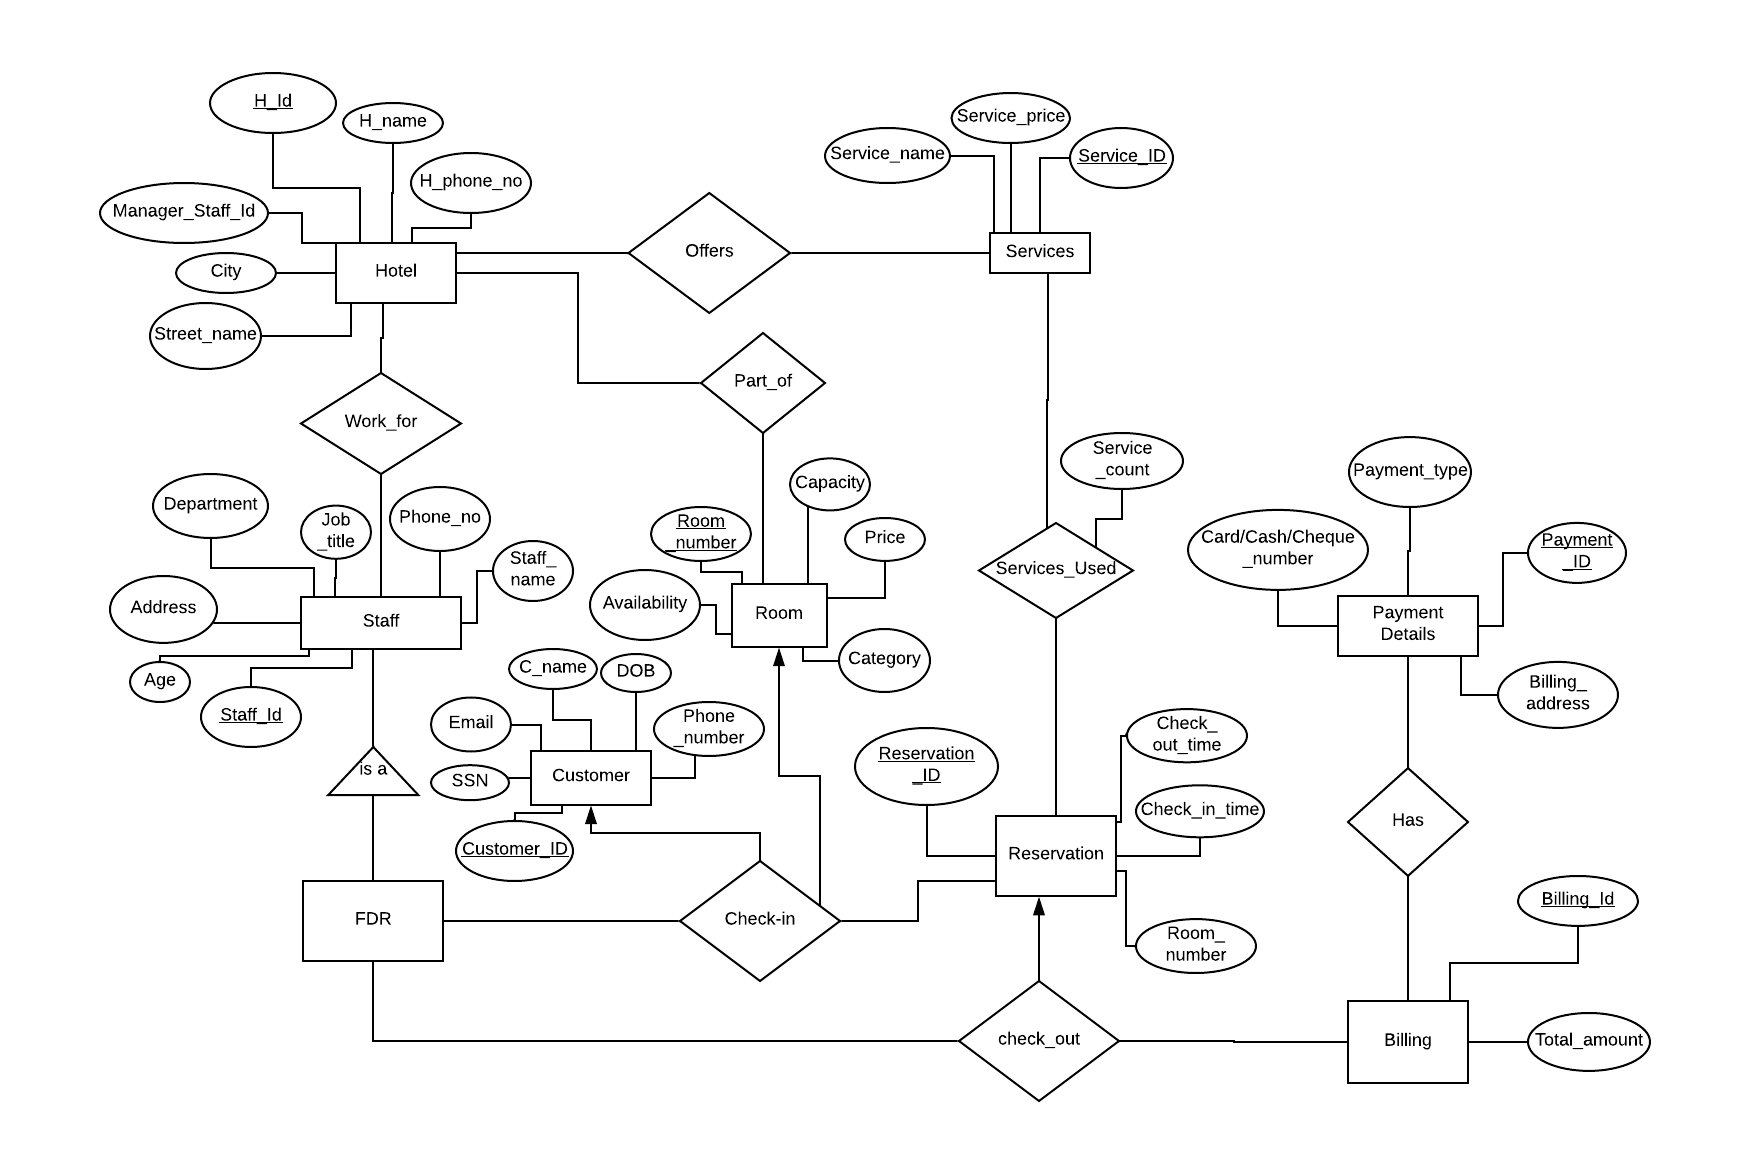 H_Id
H_name
H_phone_no
Manager_Staff_Id
City
Street_name
Hotel
Offers
Service_name
Service_price
Service_ID
Services
Part_of
Work_for
Department
Job
_title
Phone_no
Staff_
name
Address
Staff
Age
Staff_Id
Room
_number
Capacity
Price
Availability
Room
Category
Service
_count
Services_Used
Payment_type
Card/Cash/Cheque
_number
Payment
_ID
Payment
Details
Billing_
address
is a
C_name
DOB
Email
Phone
_number
SSN
Customer
Customer_ID
Reservation
_ID
Check_
out_time
Check_in_time
Reservation
Room_
number
Has
FDR
Check-in
check_out
Billing_Id
Billing
Total_amount